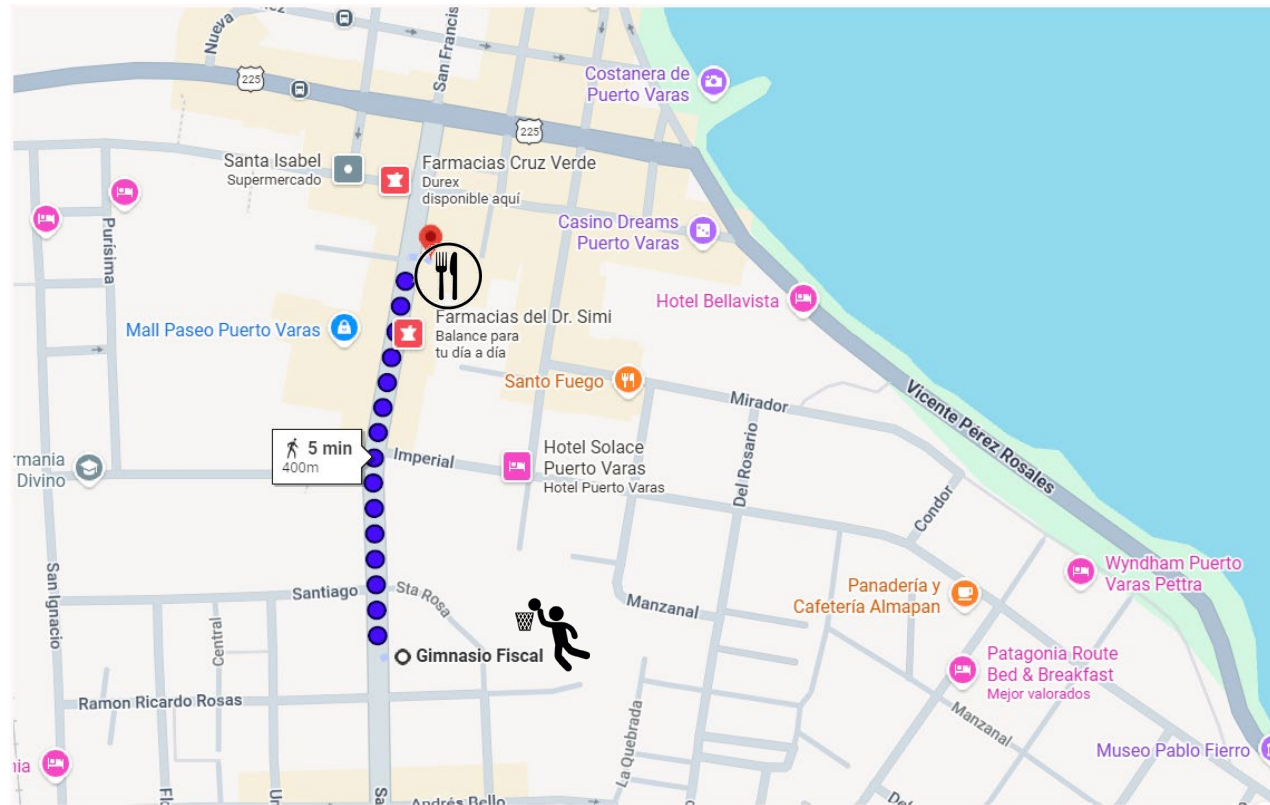 Nueva
San Francis
225
Costanera de
Puerto Varas
225
Santa Isabel
Supermercado
Farmacias Cruz Verde
Durex
disponible aquí
Purísima
Casino Dreams
Puerto Varas
Hotel Bellavista
Mall Paseo Puerto Varas
Farmacias del Dr. Simi
Balance para
tu día a día
Santo Fuego
Mirador
Vicente Pérez Rosales
5 min
400m
Imperial
rmania
Divino
Hotel Solace
Puerto Varas
Hotel Puerto Varas
Del Rosario
Condor
San Ignacio
Santiago
Sta Rosa
Central
Manzanal
Panadería y
Cafetería Almapan
Wyndham Puerto
Varas Pettra
Gimnasio Fiscal
Patagonia Route
Bed & Breakfast
Mejor valorados
Ramon Ricardo Rosas
La Quebrada
Manzanal
Museo Pablo Fierro
nia
Sa
Andrés Bello